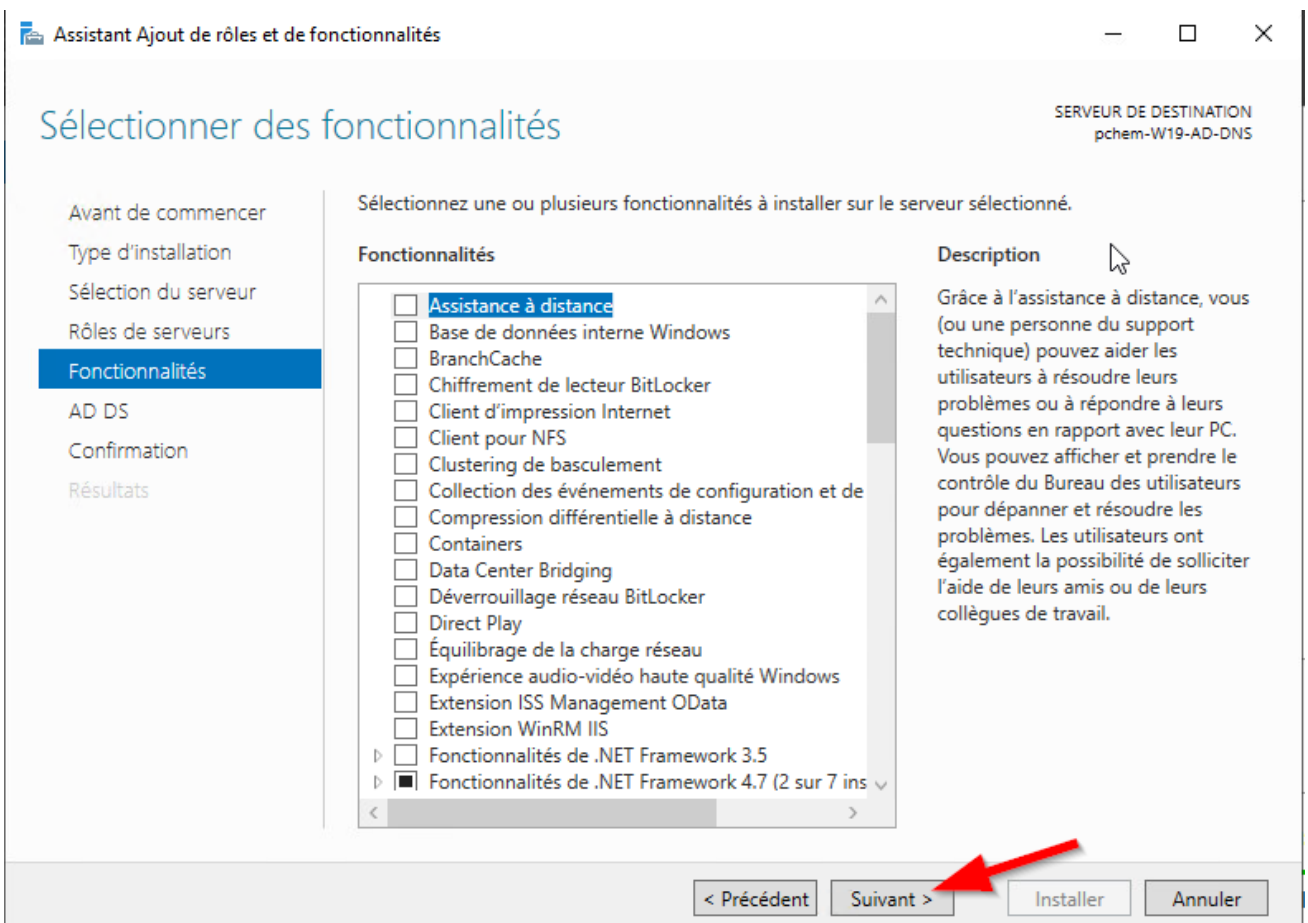 Assistant Ajout de rôles et de fonctionnalités
Sélectionner des fonctionnalités
SERVEUR DE DESTINATION
pchem-W19-AD-DNS
Avant de commencer
Type d'installation
Sélection du serveur
Rôles de serveurs
Fonctionnalités
AD DS
Confirmation
Résultats
Sélectionnez une ou plusieurs fonctionnalités à installer sur le serveur sélectionné.
Fonctionnalités
Assistance à distance
Base de données interne Windows
BranchCache
Chiffrement de lecteur BitLocker
Client d'impression Internet
Client pour NFS
Clustering de basculement
Collection des événements de configuration et de
Compression différentielle à distance
Containers
Data Center Bridging
Déverrouillage réseau BitLocker
Direct Play
Équilibrage de la charge réseau
Expérience audio-vidéo haute qualité Windows
Extension ISS Management OData
Extension WinRM IIS
Fonctionnalités de .NET Framework 3.5
Fonctionnalités de .NET Framework 4.7 (2 sur 7 ins
Description
Grâce à l'assistance à distance, vous
(ou une personne du support
technique) pouvez aider les
utilisateurs à résoudre leurs
problèmes ou à répondre à leurs
questions en rapport avec leur PC.
Vous pouvez afficher et prendre le
contrôle du Bureau des utilisateurs
pour dépanner et résoudre les
problèmes. Les utilisateurs ont
également la possibilité de solliciter
l'aide de leurs amis ou de leurs
collègues de travail.
< Précédent
Suivant >
Installer
Annuler